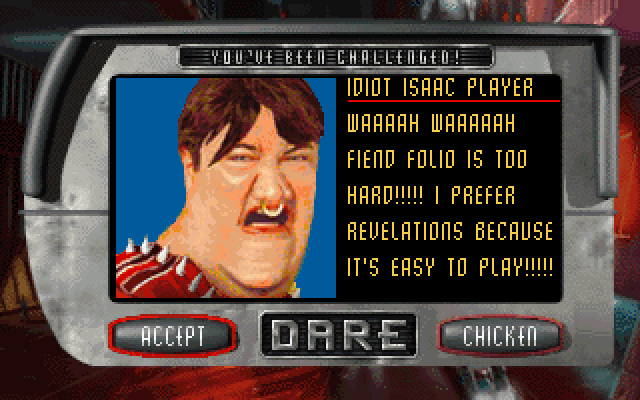 YOU'VE BEEN CHALLENGED!
IDIOT ISAAC PLAYER
WAAAAH WAAAAAH
FIEND FOLIO IS TOO
HARD!!!!! I PREFER
REVELATIONS BECAUSE
IT'S EASY TO PLAY!!!!!
ACCEPT
DARE
CHICKEN